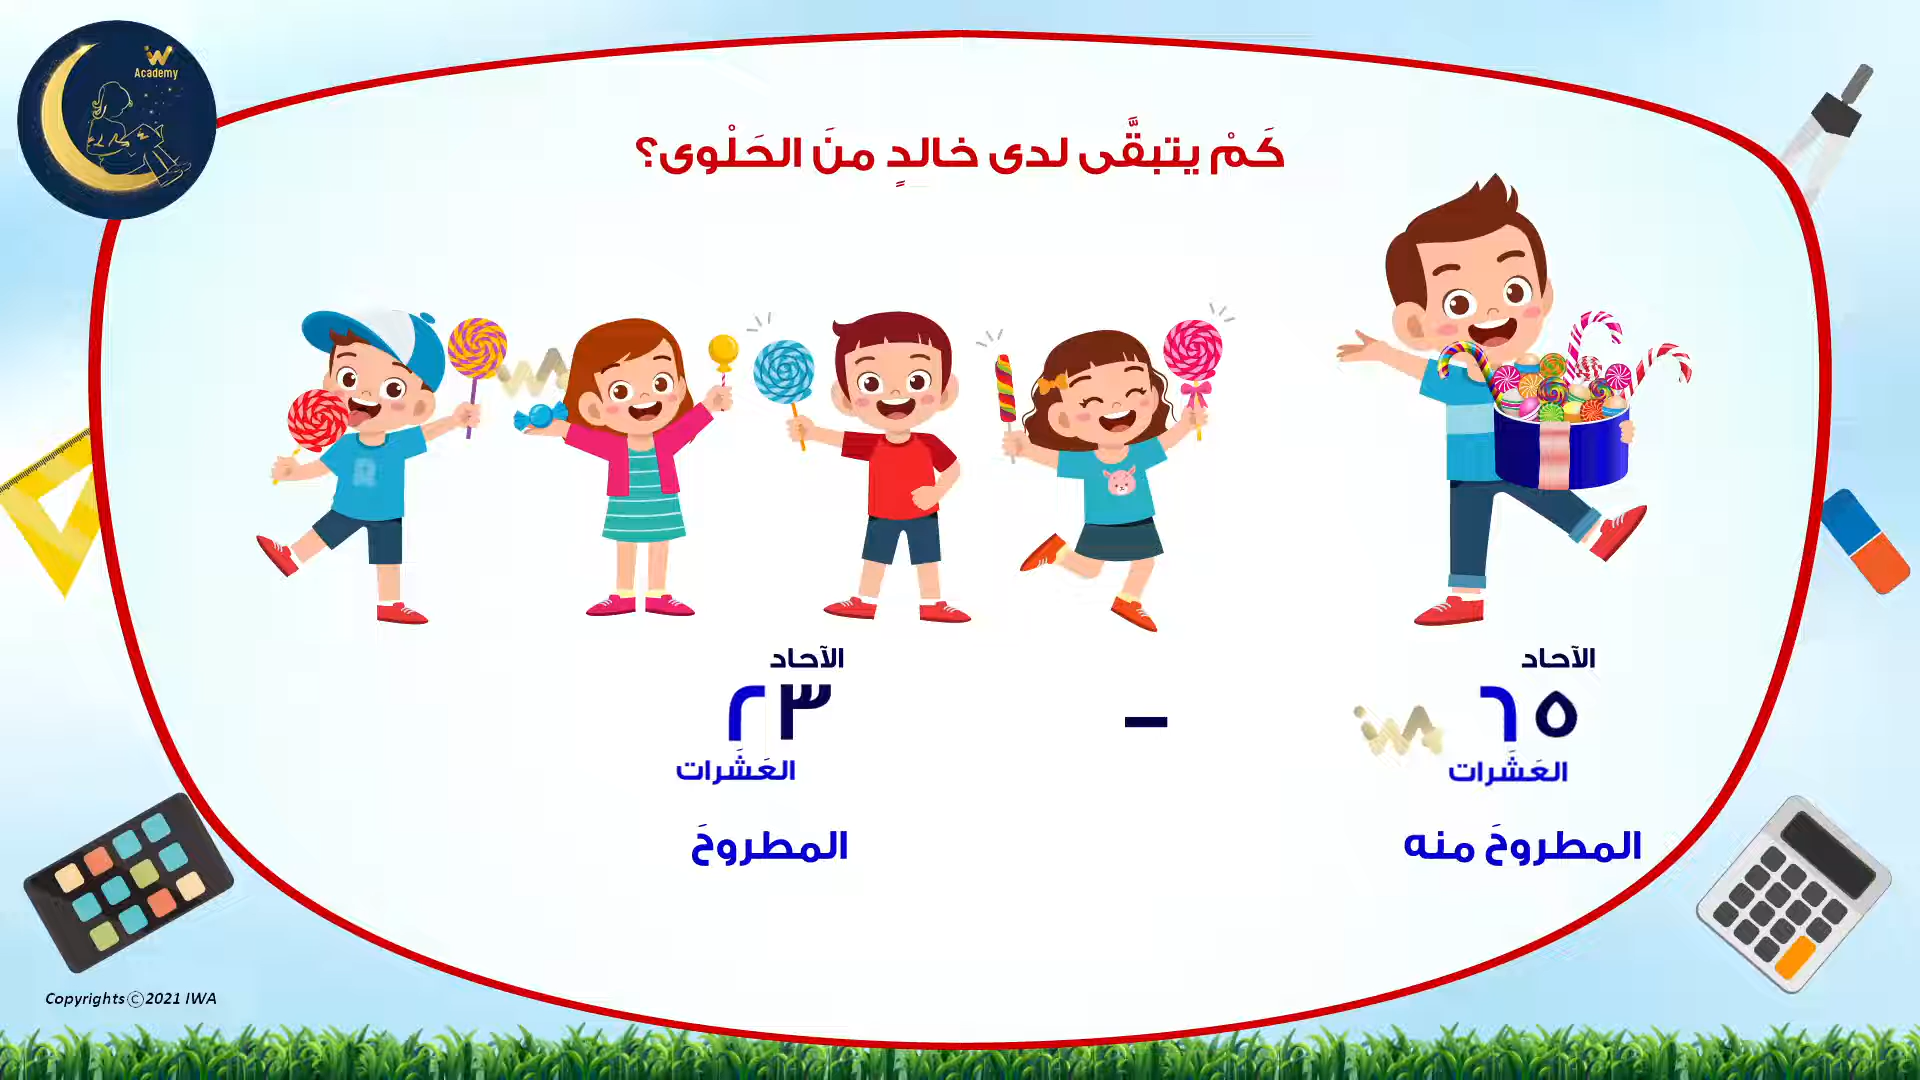 iW
Academy
كَمْ يتبقَّى لدى خالدٍ منَ الحَلْوى؟
R
الآحاد
الآحاد
٦٥
–
٢٣
العَشَرات
العَشَرات
المطروحَ منه
المطروحَ
Copyrights©2021 IWA